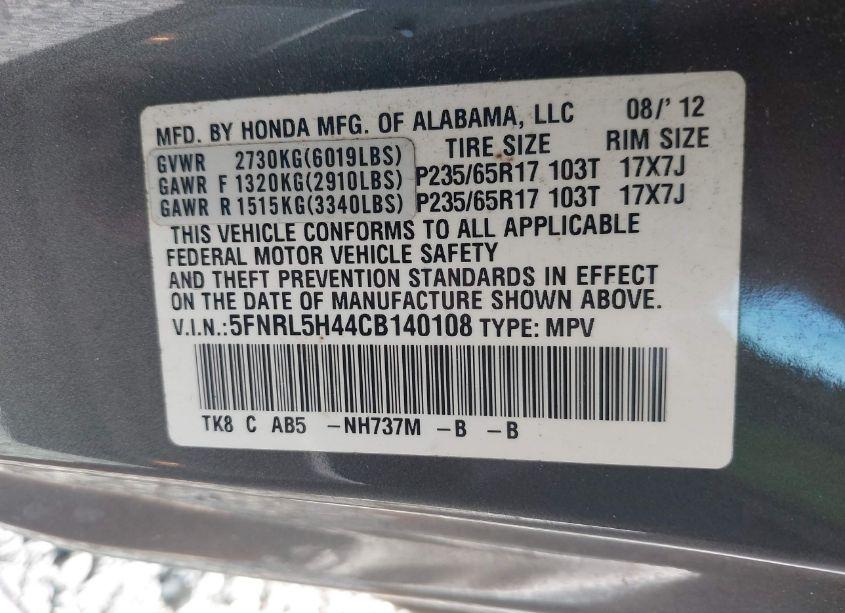 MFD. BY HONDA MFG. OF ALABAMA, LLC 08/' 12
TIRE SIZE RIM SIZE
GVWR 2730KG(6019LBS)
GAWR F 1320KG(2910LBS) P235/65R17 103T 17X7J
GAWR R 1515KG(3340LBS) P235/65R17 103T 17X7J
THIS VEHICLE CONFORMS TO ALL APPLICABLE
FEDERAL MOTOR VEHICLE SAFETY
AND THEFT PREVENTION STANDARDS IN EFFECT
ON THE DATE OF MANUFACTURE SHOWN ABOVE.
V.I.N.:5FNRL5H44CB140108 TYPE: MPV
TK8 C AB5 -NH737M -B -B